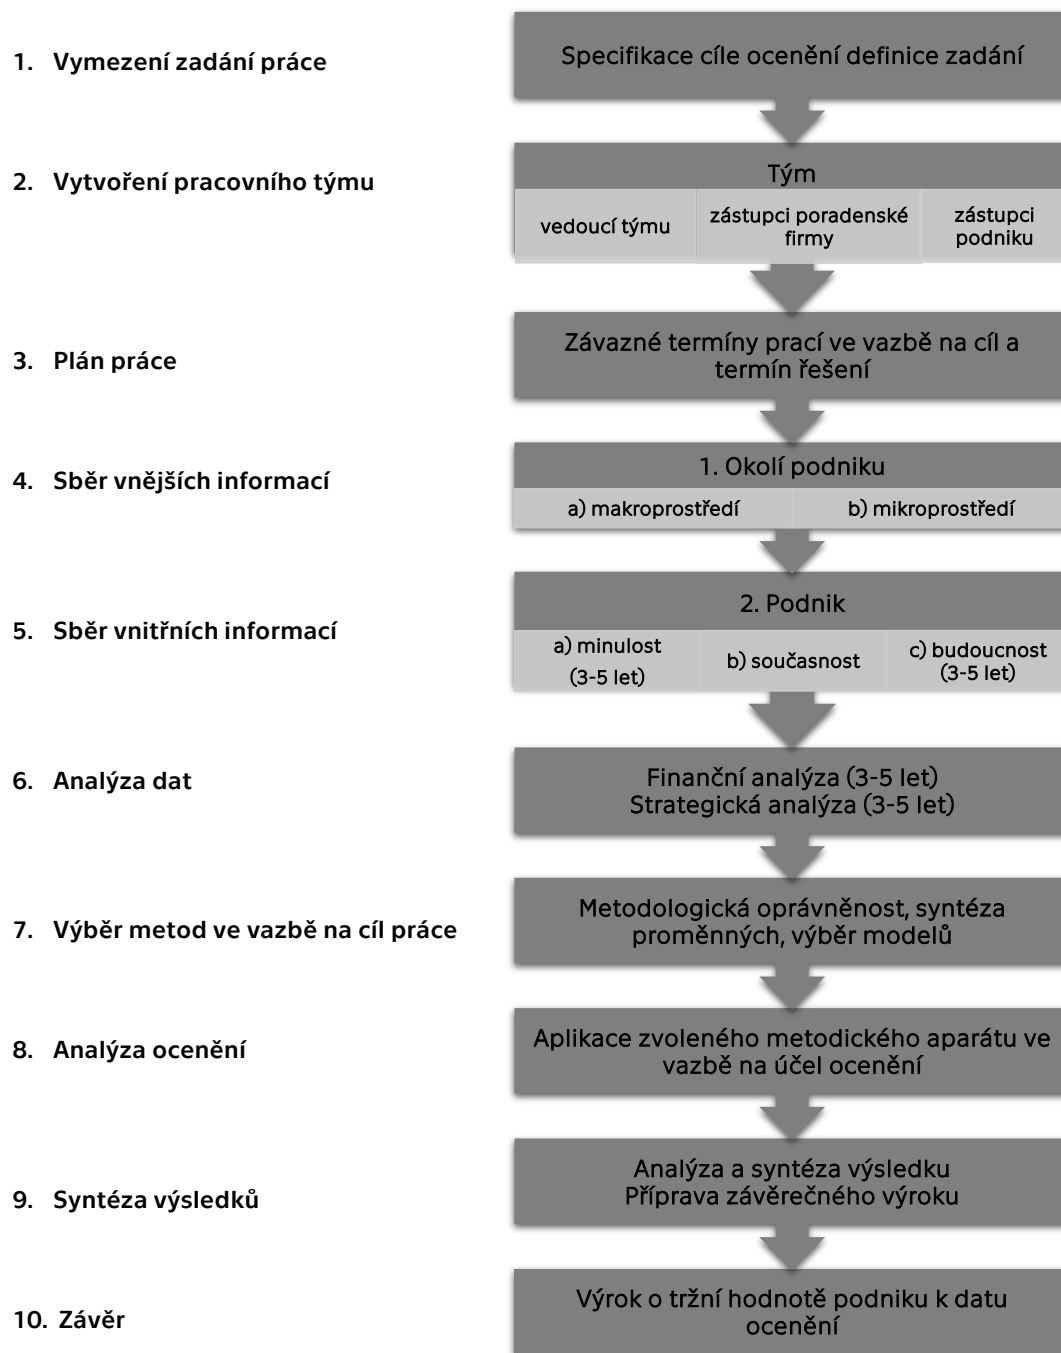 1. Vymezení zadání práce
Specifikace cíle ocenění definice zadání
2. Vytvoření pracovního týmu
Tým
vedoucí týmu
zástupci poradenské
firmy
zástupci
podniku
3. Plán práce
Závazné termíny prací ve vazbě na cíl a
termín řešení
4. Sběr vnějších informací
1. Okolí podniku
a) makroprostředí
b) mikroprostředí
5. Sběr vnitřních informací
2. Podnik
a) minulost
(3-5 let)
b) současnost
c) budoucnost
(3-5 let)
6. Analýza dat
Finanční analýza (3-5 let)
Strategická analýza (3-5 let)
7. Výběr metod ve vazbě na cíl práce
Metodologická oprávněnost, syntéza
proměnných, výběr modelů
8. Analýza ocenění
Aplikace zvoleného metodického aparátu ve
vazbě na účel ocenění
9. Syntéza výsledků
Analýza a syntéza výsledku
Příprava závěrečného výroku
10. Závěr
Výrok o tržní hodnotě podniku k datu
ocenění